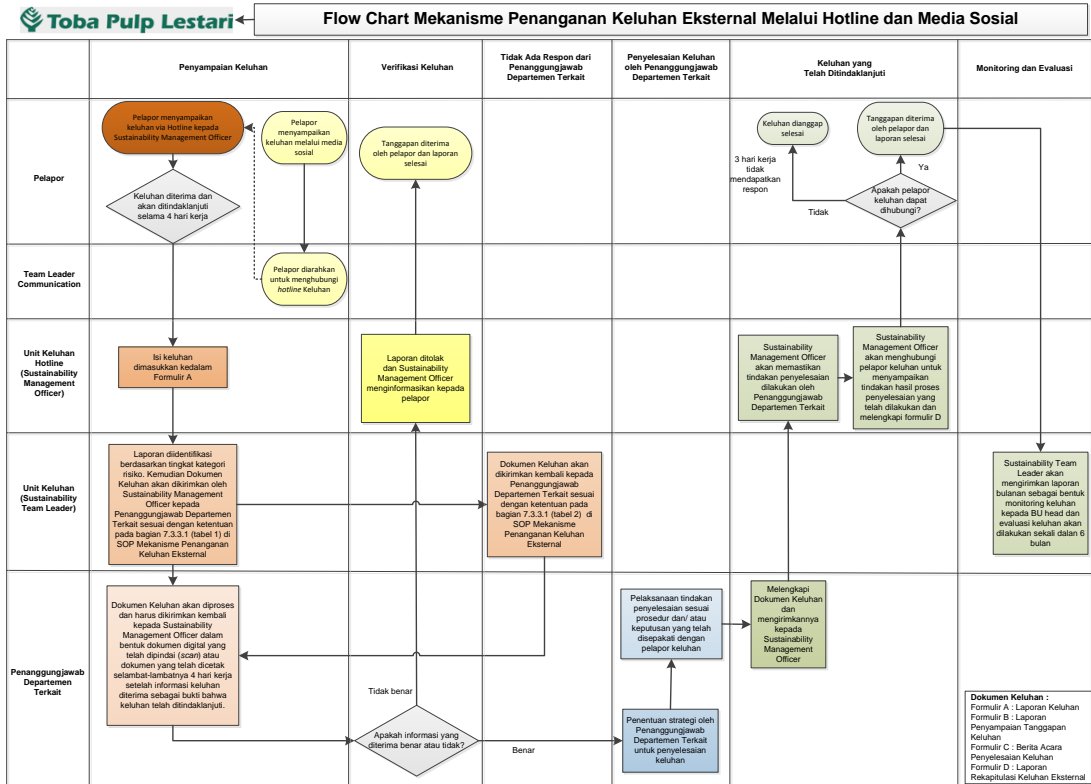 Toba Pulp Lestari
Flow Chart Mekanisme Penanganan Keluhan Eksternal Melalui Hotline dan Media Sosial
Penyampaian Keluhan
Verifikasi Keluhan
Tidak Ada Respon dari
Penanggungjawab
Departemen Terkait
Penyelesaian Keluhan
oleh Penanggungjawab
Departemen Terkait
Keluhan yang
Telah Ditindaklanjuti
Monitoring dan Evaluasi
Pelapor
Pelapor menyampaikan
keluhan via Hotline kepada
Sustainability Management Officer
Pelapor
menyampaikan
keluhan melalui media
sosial
Keluhan diterima dan
akan ditindaklanjuti
selama 4 hari kerja
Tanggapan diterima
oleh pelapor dan laporan
selesai
Keluhan dianggap
selesai
Tanggapan diterima
oleh pelapor dan
laporan selesai
3 hari kerja
tidak
mendapatkan
respon
Ya
Apakah pelapor
keluhan dapat
dihubungi?
Tidak
Team Leader
Communication
Pelapor diarahkan
untuk menghubungi
hotline Keluhan
Unit Keluhan
Hotline
(Sustainability
Management
Officer)
Isi keluhan
dimasukkan kedalam
Formulir A
Laporan ditolak
dan Sustainability
Management Officer
menginformasikan kepada
pelapor
Sustainability
Management Officer
akan memastikan
tindakan penyelesaian
dilakukan oleh
Penanggungjawab
Departemen Terkait
Sustainability
Management Officer
akan menghubungi
pelapor keluhan untuk
menyampaikan
tindakan hasil proses
penyelesaian yang
telah dilakukan dan
melengkapi formulir D
Unit Keluhan
(Sustainability
Team Leader)
Laporan diidentifikasi
berdasarkan tingkat kategori
risiko. Kemudian Dokumen
Keluhan akan dikirimkan oleh
Sustainability Management
Officer kepada
Penanggungjawab Departemen
Terkait sesuai dengan ketentuan
pada bagian 7.3.3.1 (tabel 1) di
SOP Mekanisme Penanganan
Keluhan Eksternal
Dokumen Keluhan akan
dikirimkan kembali kepada
Penanggungjawab
Departemen Terkait sesuai
dengan ketentuan pada
bagian 7.3.3.1 (tabel 2) di
SOP Mekanisme
Penanganan Keluhan
Eksternal
Sustainability Team
Leader akan
mengirimkan laporan
bulanan sebagai bentuk
monitoring keluhan
kepada BU head dan
evaluasi keluhan akan
dilakukan sekali dalan 6
bulan
Penanggungjawab
Departemen
Terkait
Dokumen Keluhan akan diproses
dan harus dikirimkan kembali
kepada Sustainability
Management Officer dalam
bentuk dokumen digital yang
telah dipindai (scan) atau
dokumen yang telah dicetak
selambat-lambatnya 4 hari kerja
setelah informasi keluhan
diterima sebagai bukti bahwa
keluhan telah ditindaklanjuti.
Tidak benar
Apakah informasi yang
diterima benar atau tidak?
Benar
Pelaksanaan tindakan
penyelesaian sesuai
prosedur dan/ atau
keputusan yang telah
disepakati dengan
pelapor keluhan
Penentuan strategi oleh
Penanggungjawab
Departemen Terkait
untuk penyelesaian
keluhan
Melengkapi
Dokumen Keluhan
dan
mengirimkannya
kepada
Sustainability
Management
Officer
Dokumen Keluhan :
Formulir A : Laporan Keluhan
Formulir B : Laporan
Penyampaian Tanggapan
Keluhan
Formulir C : Berita Acara
Penyelesaian Keluhan
Formulir D : Laporan
Rekapitulasi Keluhan Eksternal